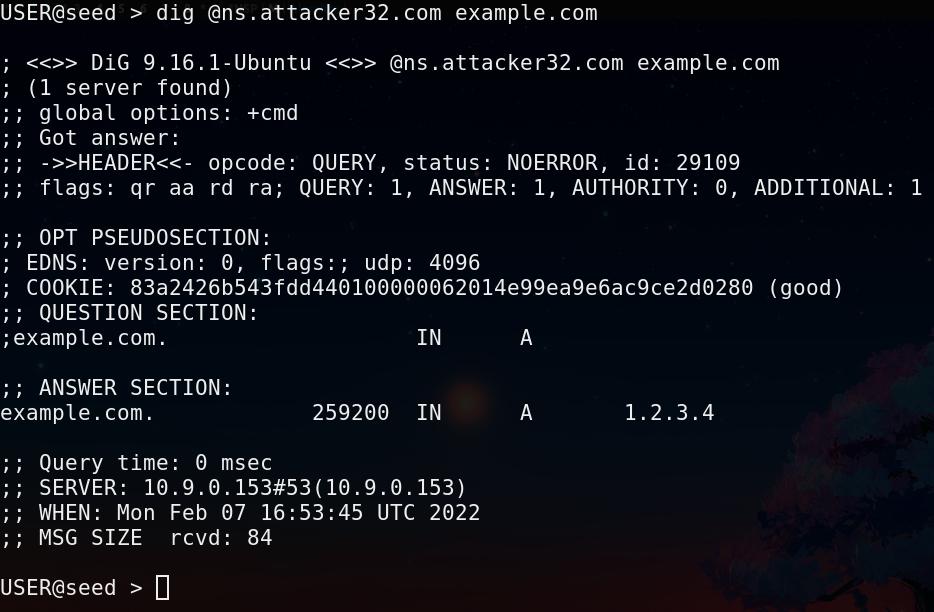 USER@seed > dig @ns.attacker32.com example.com
; <<>> DiG 9.16.1-Ubuntu <<>> @ns.attacker32.com example.com
; (1 server found)
;; global options: +cmd
;; Got answer:
;; ->>HEADER<<- opcode: QUERY, status: NOERROR, id: 29109
;; flags: qr aa rd ra; QUERY: 1, ANSWER: 1, AUTHORITY: 0, ADDITIONAL: 1
;; OPT PSEUDOSECTION:
; EDNS: version: 0, flags:; udp: 4096
; COOKIE: 83a2426b543fdd440100000062014e99ea9e6ac9ce2d0280 (good)
;; QUESTION SECTION:
;example.com. IN A
;; ANSWER SECTION:
example.com. 259200 IN A 1.2.3.4
;; Query time: 0 msec
;; SERVER: 10.9.0.153#53(10.9.0.153)
;; WHEN: Mon Feb 07 16:53:45 UTC 2022
;; MSG SIZE rcvd: 84
USER@seed >